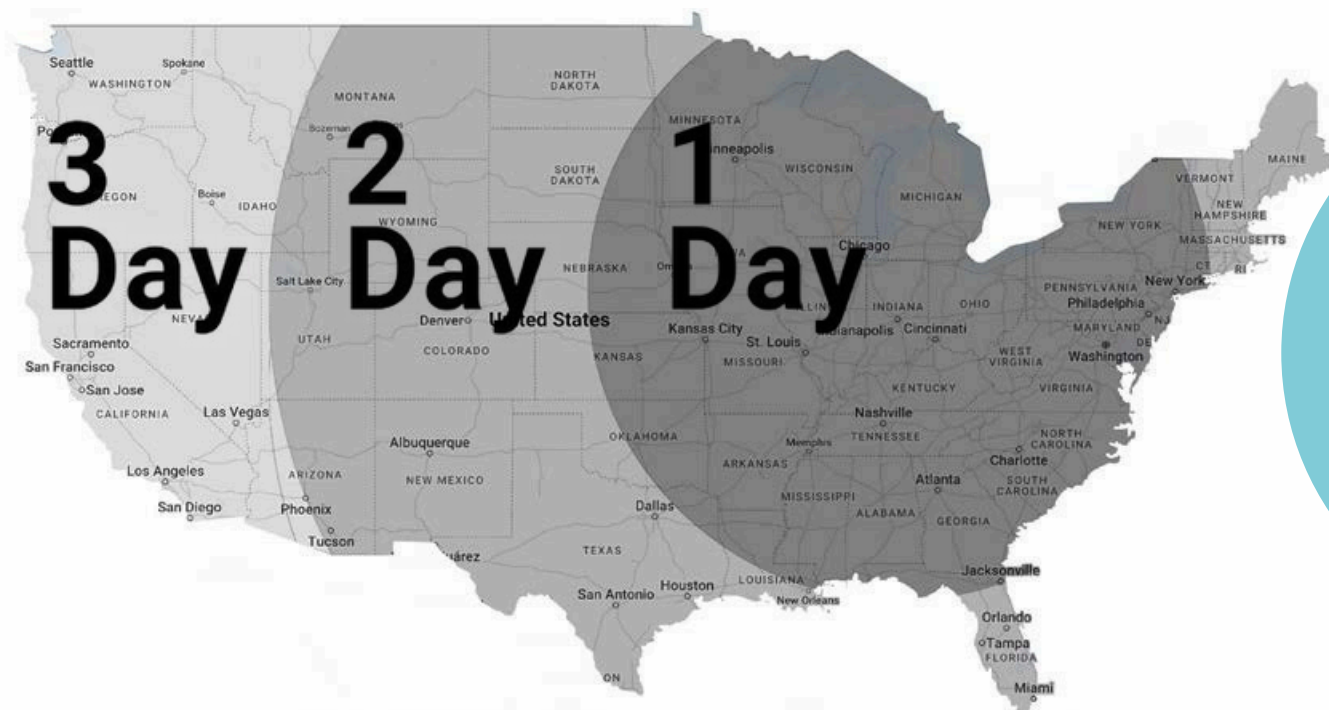 3
Day
2
Day
1
Day
Seattle
Spokane
WASHINGTON
MONTANA
NORTH
DAKOTA
MINNESOTA
MAINE
Bozeman
WISCONSIN
VERMONT
SOUTH
DAKOTA
MICHIGAN
Boise
IDAHO
NEW
HAMPSHIRE
WYOMING
NEW YORK
MASSACHUSETTS
Chicago
CT
RI
NEBRASKA
Salt Lake City
PENNSYLVANIA
New York
Philadelphia
INDIANA
OHIO
NJ
Denver
United States
Kansas City
Cincinnati
MARYLAND
DE
UTAH
St. Louis
Washington
Sacramento
COLORADO
KANSAS
MISSOURI
WEST
VIRGINIA
San Francisco
San Jose
KENTUCKY
VIRGINIA
CALIFORNIA
Las Vegas
Nashville
TENNESSEE
Albuquerque
OKLAHOMA
Memphis
NORTH
CAROLINA
Charlotte
Los Angeles
ARIZONA
NEW MEXICO
ARKANSAS
Atlanta
SOUTH
CAROLINA
San Diego
Phoenix
Dallas
MISSISSIPPI
ALABAMA
GEORGIA
Tucson
TEXAS
Jacksonville
San Antonio
Houston
LOUISIANA
New Orleans
Orlando
Tampa
FLORIDA
Miami